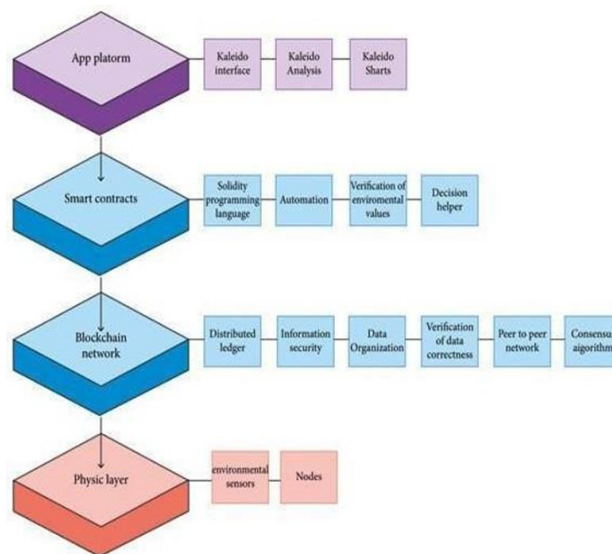 App platorm
Kaleido
interface
Kaleido
Analysis
Kaleido
Sharts
Smart contracts
Solidity
programming
language
Automation
Verification of
enviromental
values
Decision
helper
Blockchain
network
Distributed
ledger
Information
security
Data
Organization
Verification
of data
correctness
Peer to peer
network
Consensu
aigorithm
Physic layer
environmental
sensors
Nodes